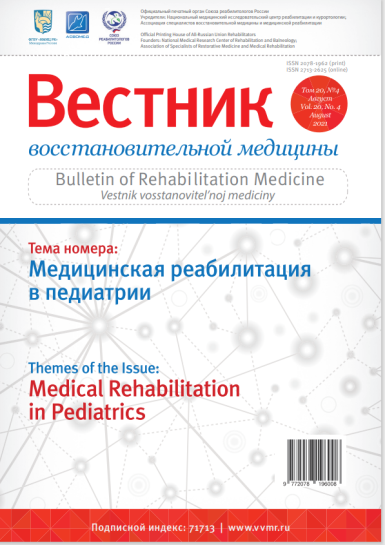 Официальный печатный орган Союза реабилитологов России
Учредители: Национальный медицинский исследовательский центр реабилитации и курортологии,
Ассоциация специалистов восстановительной медицины и медицинской реабилитации
Official Printing House of All-Russian Union Rehabilitators
Founders: National Medical Research Center of Rehabilitation and Balneology;
Association of Specialists of Restorative Medicine and Medical Rehabilitation
СОЮЗ
РЕАБИЛИТОЛОГОВ
РОССИИ
ISSN 2078-1962 (print)
ISSN 2713-2625 (online)
Том 20, №4
Август
Vol. 20, No. 4
August
2021
Вестник
восстановительной медицины
Bulletin of Rehabilitation Medicine
Vestnik vosstanovitel'noj mediciny
Тема номера:
Медицинская реабилитация
в педиатрии
Themes of the Issue:
Medical Rehabilitation
in Pediatrics
9 772078 196008
Подписной индекс: 71713 | www.vvmr.ru